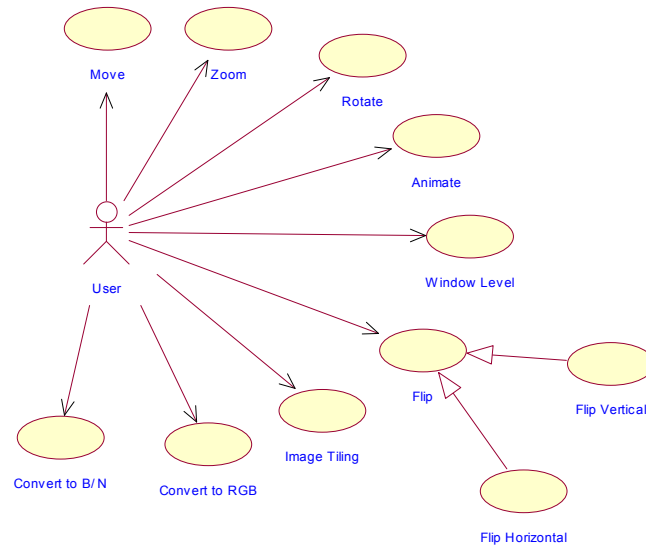 Move
Zoom
Rotate
Animate
Window Level
User
Flip
Flip Vertical
Image Tiling
Convert to B/N
Convert to RGB
Flip Horizontal